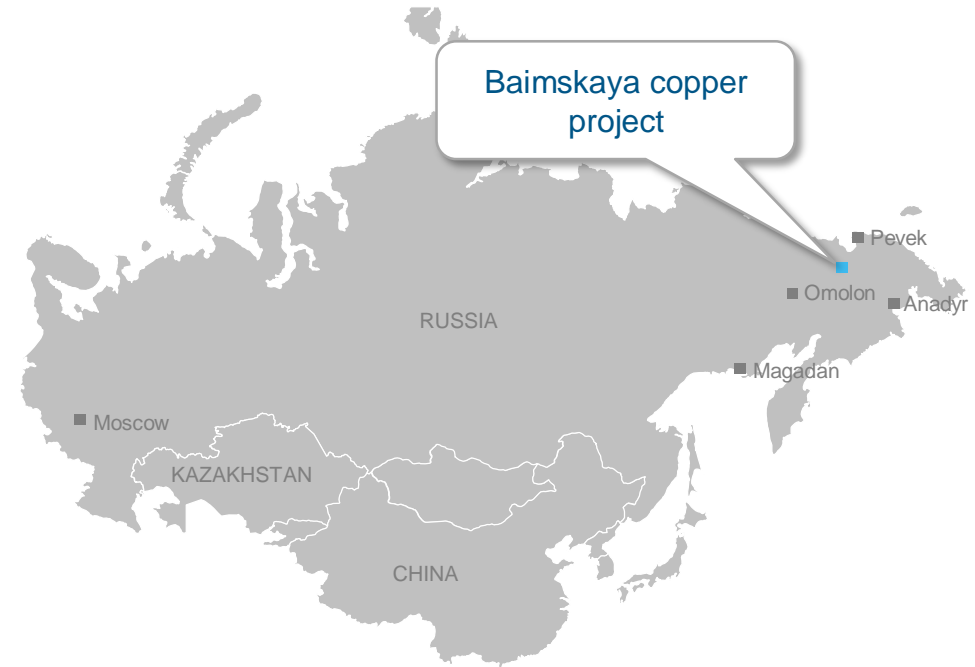 Baimskaya copper
project
Pevek
Omolon
Anadyr
RUSSIA
Magadan
Moscow
KAZAKHSTAN
CHINA